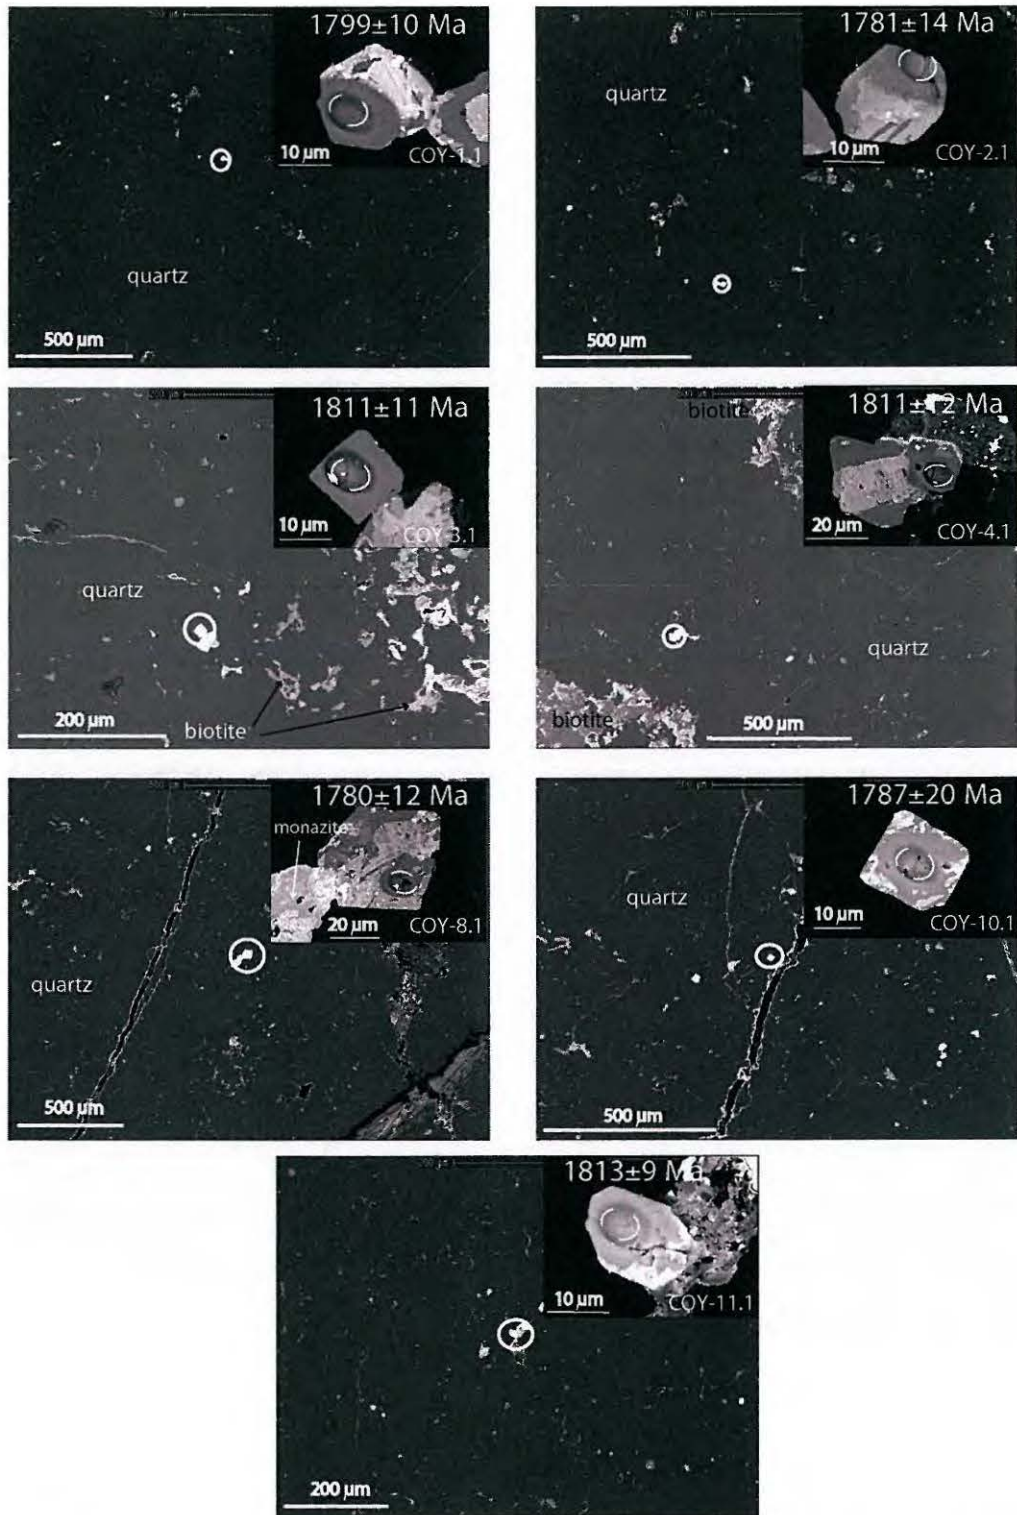 1799±10 Ma
10 µm
COY-1.1
quartz
500 µm
1781±14 Ma
quartz
10 µm
COY-2.1
500 µm
1811±11 Ma
10 µm
COY-3.1
quartz
200 µm
biotite
biotite
1811±12 Ma
20 µm
COY-4.1
quartz
biotite
500 µm
1780±12 Ma
monazite
20 µm
COY-8.1
quartz
500 µm
1787±20 Ma
quartz
10 µm
COY-10.1
500 µm
1813±9 Ma
10 µm
COY-11.1
200 µm